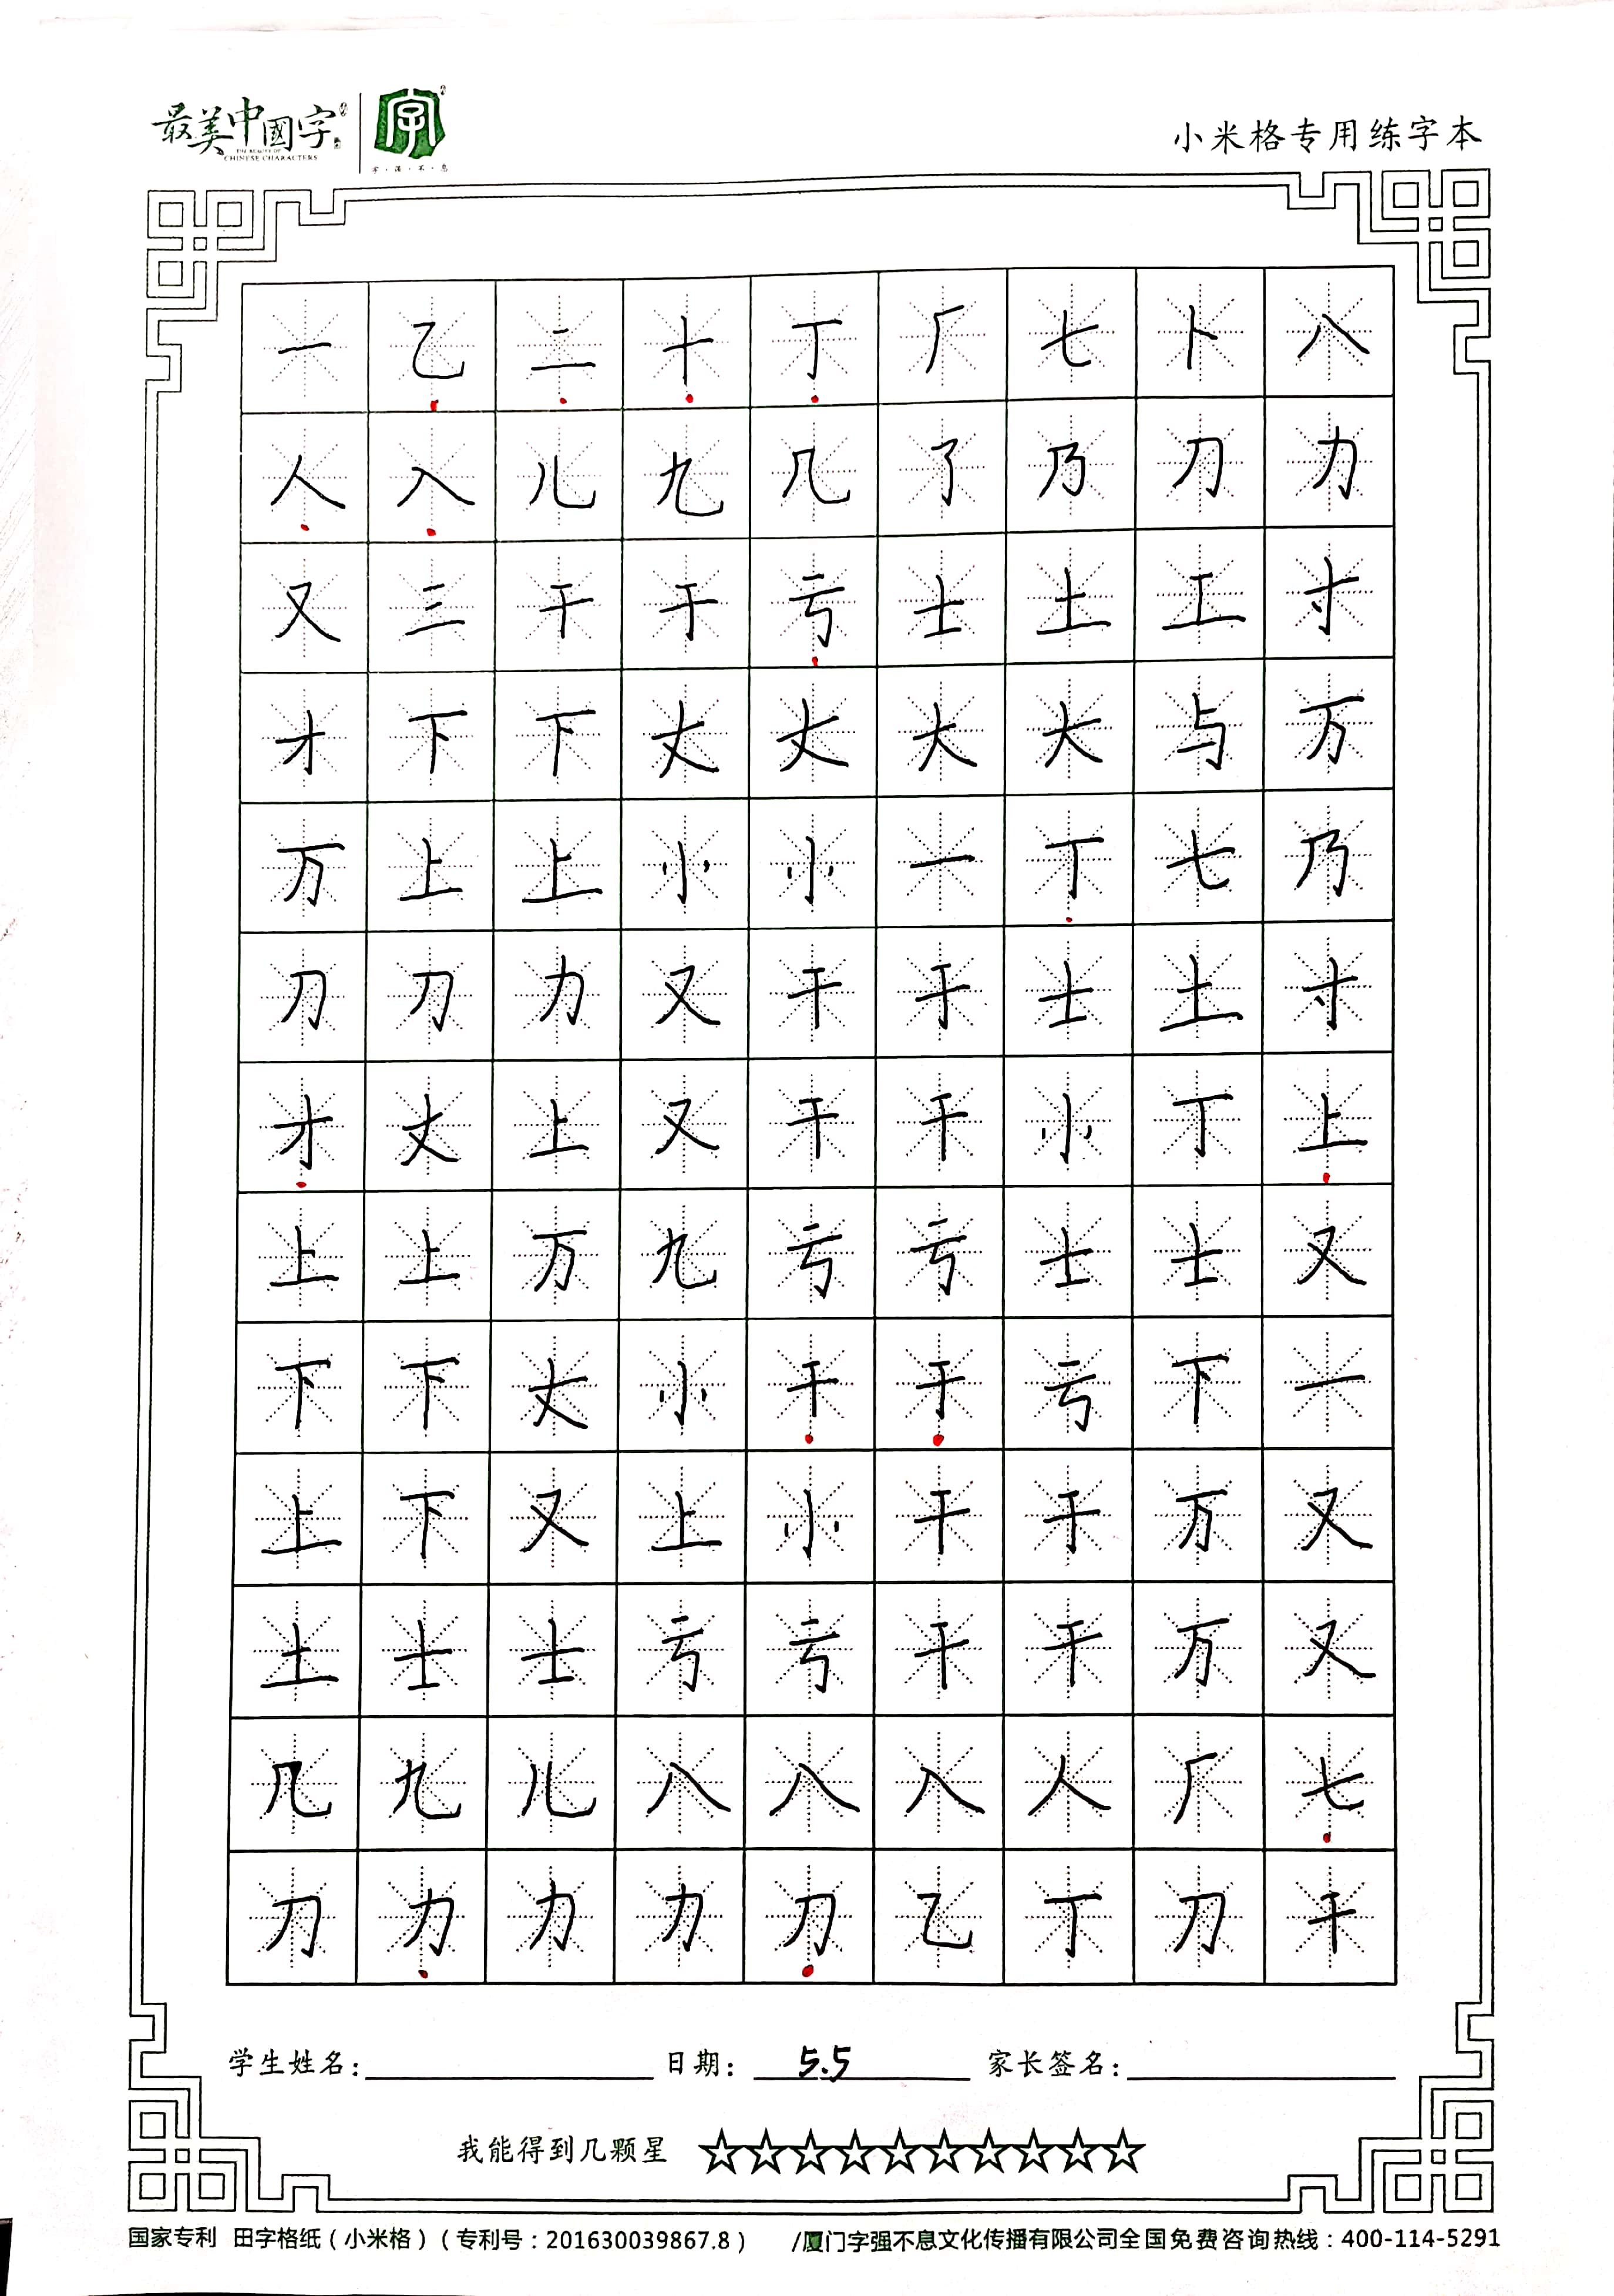 最美中國字
THE BEAUTY OF
CHINESE CHARACTERS
字
字·课·不·息
小米格专用练字本
一乙二十丁厂七卜八
人入儿九几了乃刀力
又三干于亏士土工寸
才下下丈丈大大与万
万上上小小一丁七乃
刀刀力又干于士土寸
才丈上又干干小丁上
上上万九亏亏士士又
下下丈小干于亏下一
上下又上小干于万又
土士士亏亏干干万又
几九儿八八入人厂七
刀力力力刀乙丁刀干
学生姓名: 日期: 5.5 家长签名:
我能得到几颗星 ☆☆☆☆☆☆☆☆☆☆
国家专利 田字格纸(小米格)(专利号:201630039867.8) /厦门字强不息文化传播有限公司全国免费咨询热线:400-114-5291